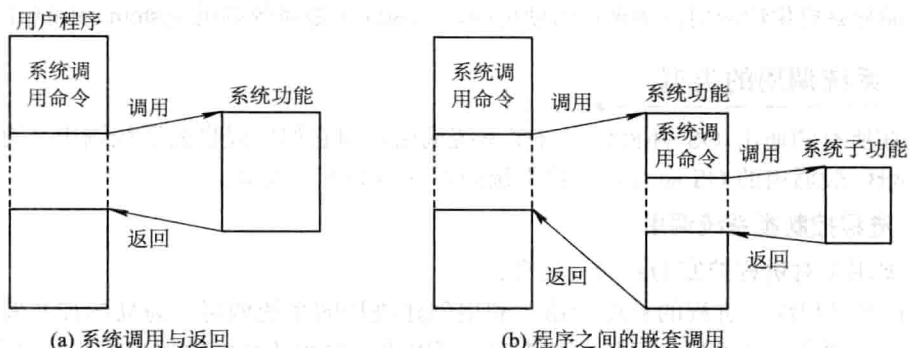 用户程序
系统调
用命令
调用
系统功能
返回
(a) 系统调用与返回
系统调
用命令
调用
系统功能
系统调
用命令
调用
系统子功能
返回
返回
(b) 程序之间的嵌套调用